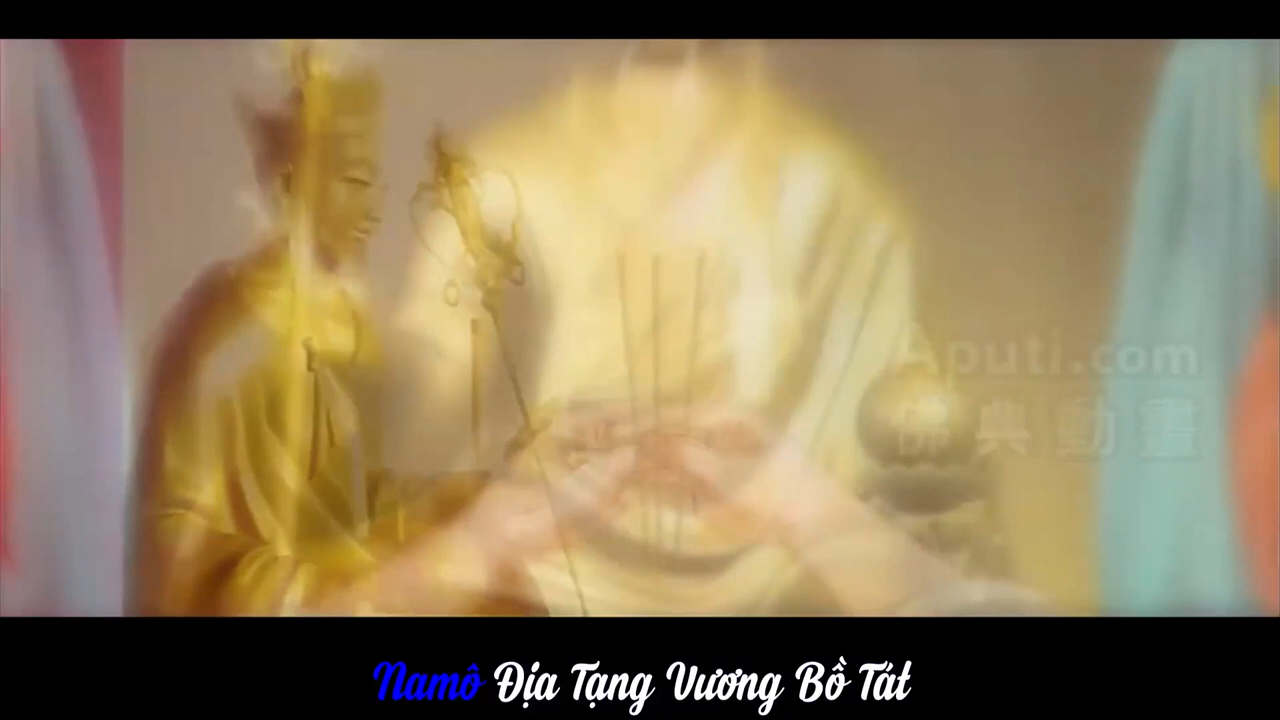 Aputi.com
佛典動畫
Namô Địa Tạng Vương Bồ Tát